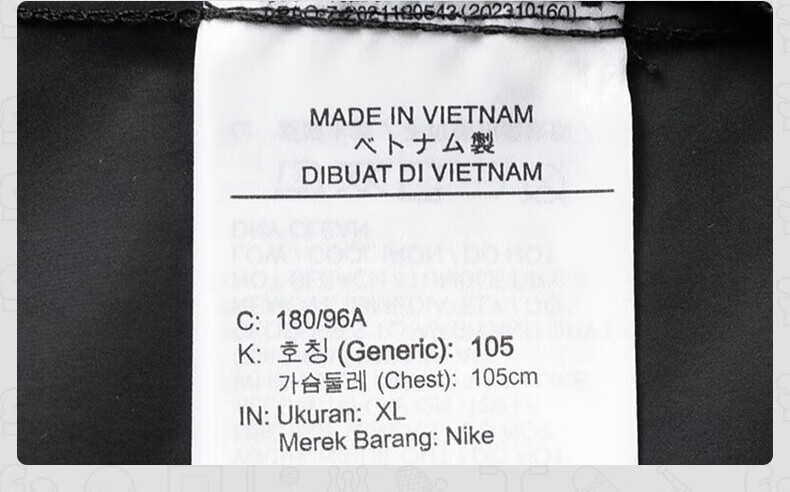 MADE IN VIETNAM
ベトナム製
DIBUAT DI VIETNAM
C: 180/96A
K: 호칭 (Generic): 105
가슴둘레 (Chest): 105cm
IN: Ukuran: XL
Merek Barang: Nike